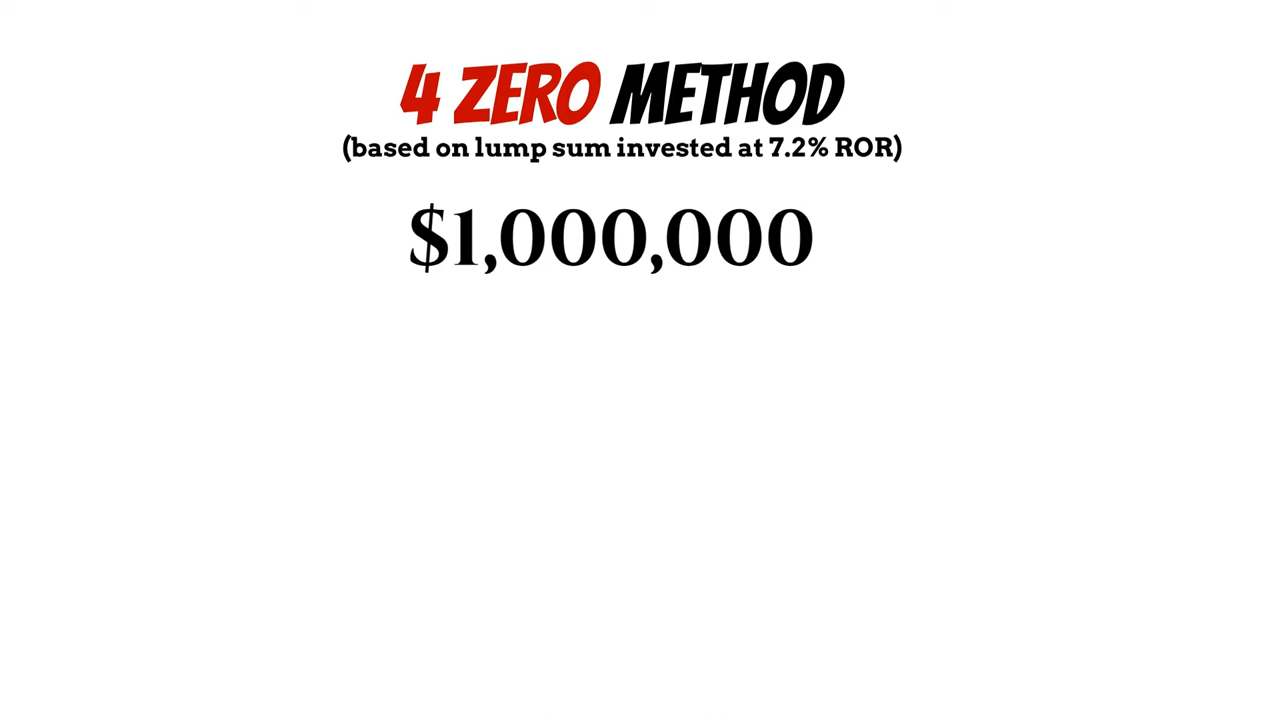 4 ZERO METHOD
(based on lump sum invested at 7.2% ROR)
$1,000,000